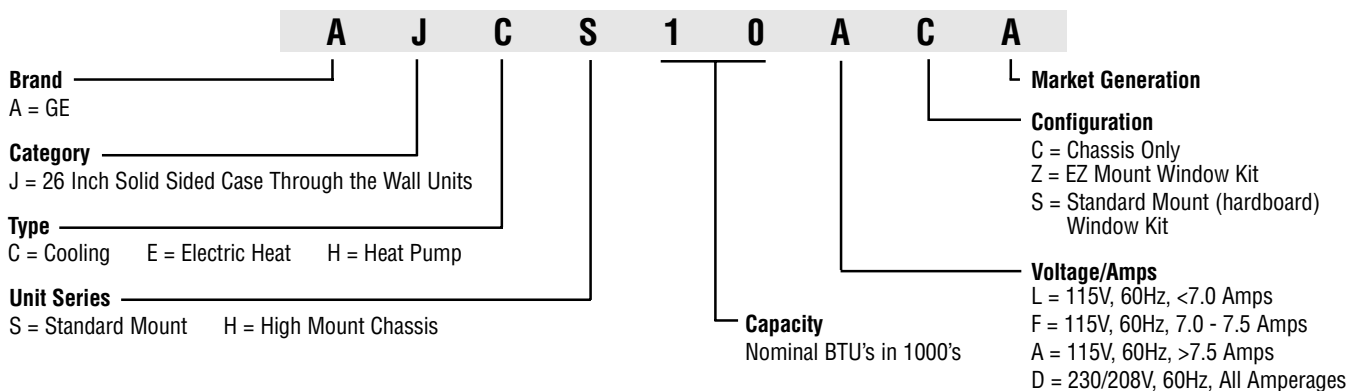 A J C S 1 0 A C A
Brand
A = GE
Category
J = 26 Inch Solid Sided Case Through the Wall Units
Type
C = Cooling E = Electric Heat H = Heat Pump
Unit Series
S = Standard Mount H = High Mount Chassis
Capacity
Nominal BTU's in 1000's
Market Generation
Configuration
C = Chassis Only
Z = EZ Mount Window Kit
S = Standard Mount (hardboard)
Window Kit
Voltage/Amps
L = 115V, 60Hz, <7.0 Amps
F = 115V, 60Hz, 7.0 - 7.5 Amps
A = 115V, 60Hz, >7.5 Amps
D = 230/208V, 60Hz, All Amperages